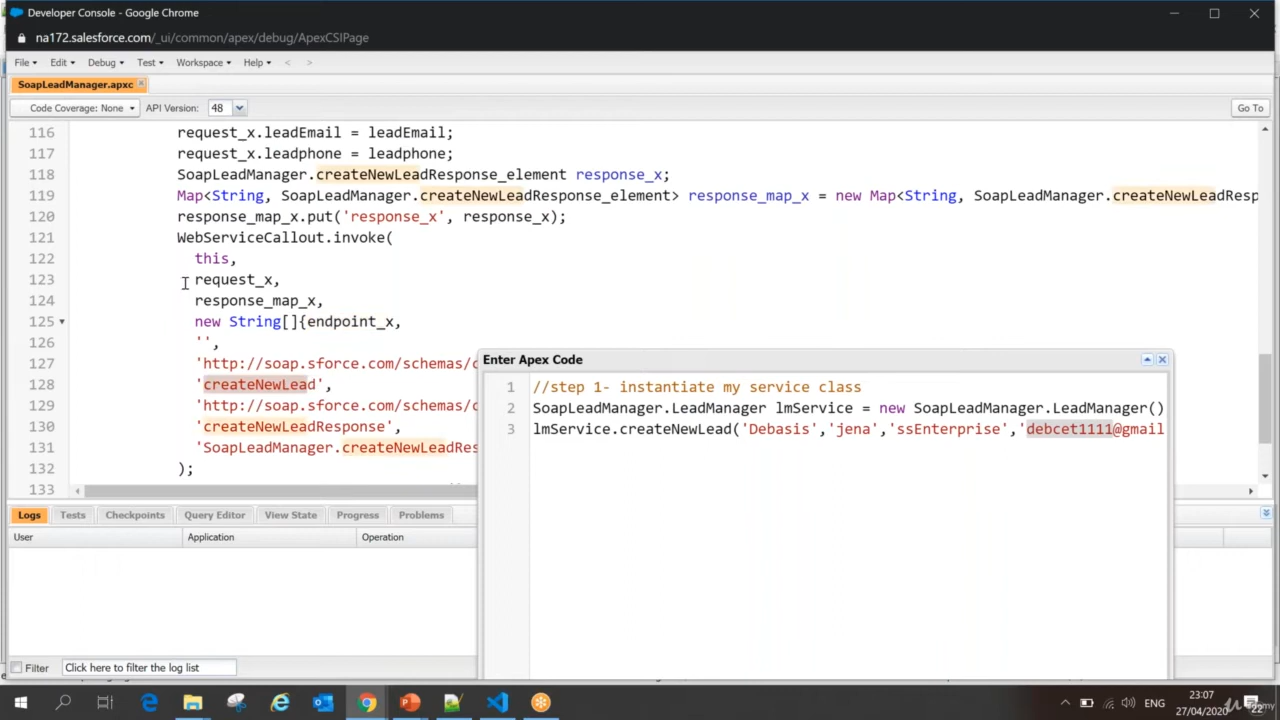 Developer Console - Google Chrome
na172.salesforce.com/_ui/common/apex/debug/ApexCSIPage
File Edit Debug Test Workspace Help < >
SoapLeadManager.apxc
Code Coverage: None API Version: 48 Go To
116 request_x.leadEmail = leadEmail;
117 request_x.leadphone = leadphone;
118 SoapLeadManager.createNewLeadResponse_element response_x;
119 Map<String, SoapLeadManager.createNewLeadResponse_element> response_map_x = new Map<String, SoapLeadManager.createNewLeadResp
120 response_map_x.put('response_x', response_x);
121 WebServiceCallout.invoke(
122 this,
123 request_x,
124 response_map_x,
125 new String[]{endpoint_x,
126 '',
127 'http://soap.sforce.com/schemas/c
128 'createNewLead',
129 'http://soap.sforce.com/schemas/c
130 'createNewLeadResponse',
131 'SoapLeadManager.createNewLeadRes
132 );
133
Enter Apex Code
1 //step 1- instantiate my service class
2 SoapLeadManager.LeadManager lmService = new SoapLeadManager.LeadManager()
3 lmService.createNewLead('Debasis','jena','ssEnterprise','debcet1111@gmail
Logs Tests Checkpoints Query Editor View State Progress Problems
User Application Operation
Filter Click here to filter the log list
ENG 23:07
27/04/2020 22